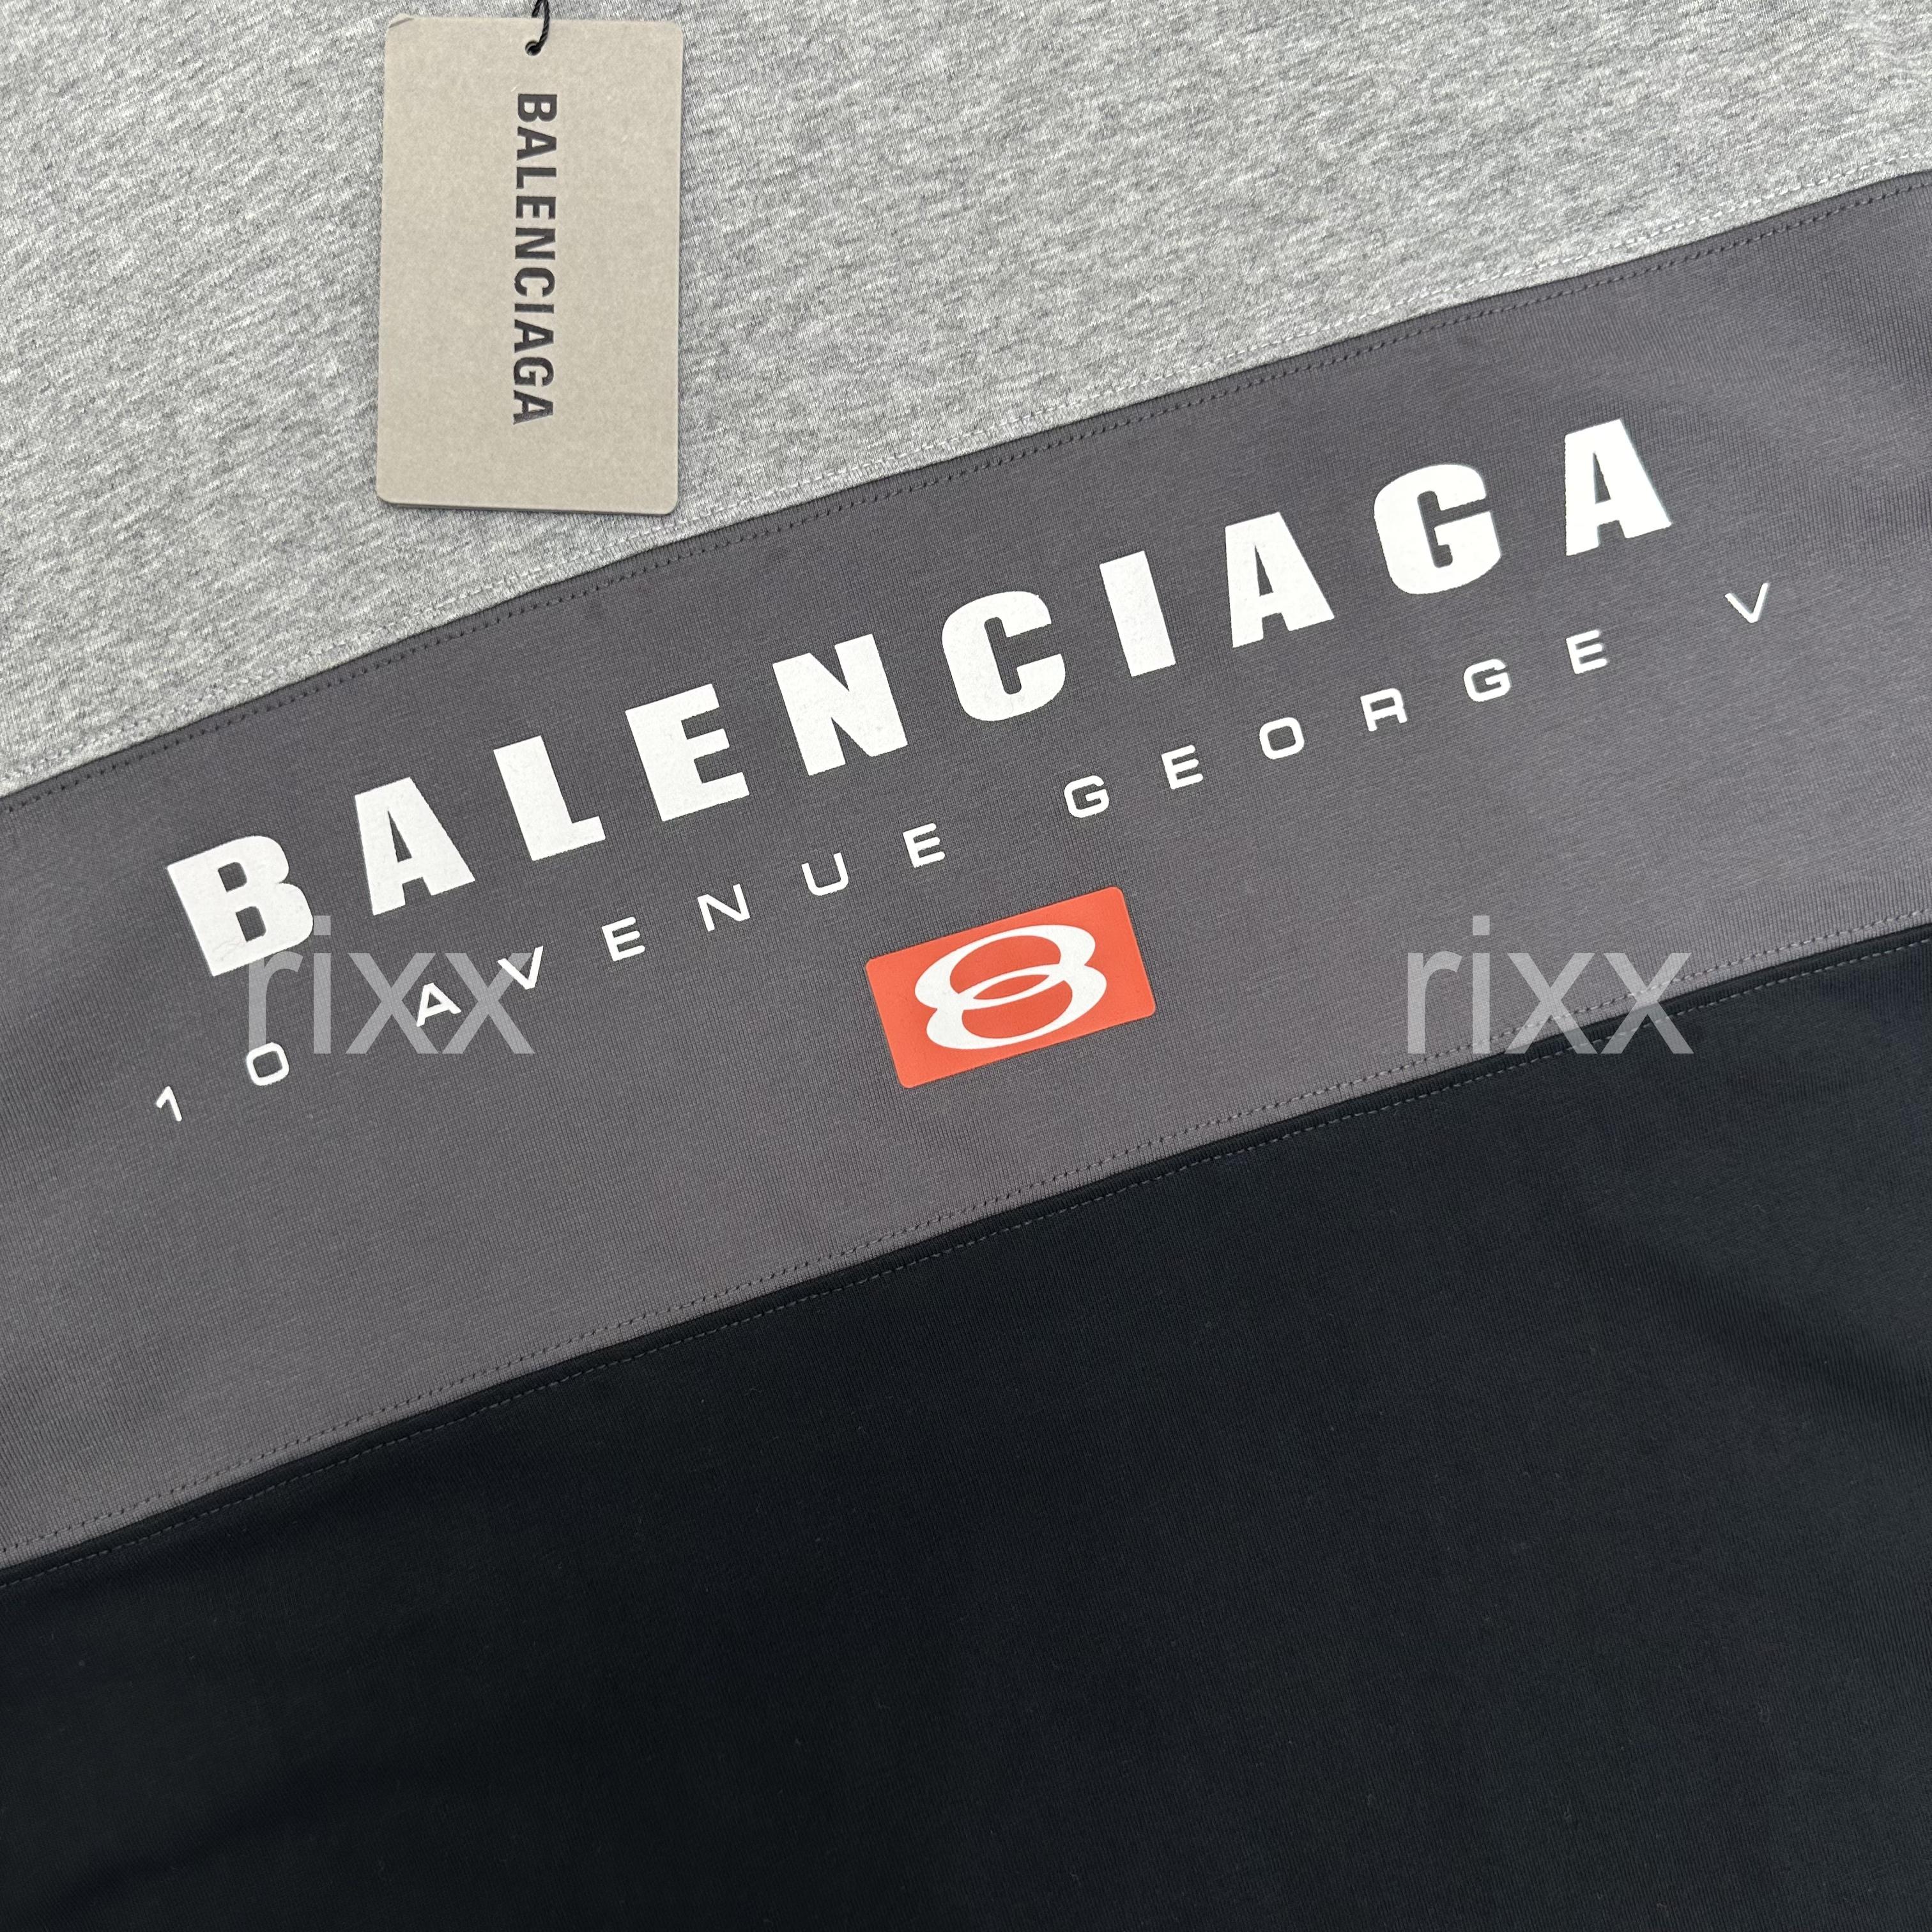 BALENCIAGA
BALENCIAGA
10 AVENUE GEORGE V
rixx
rixx